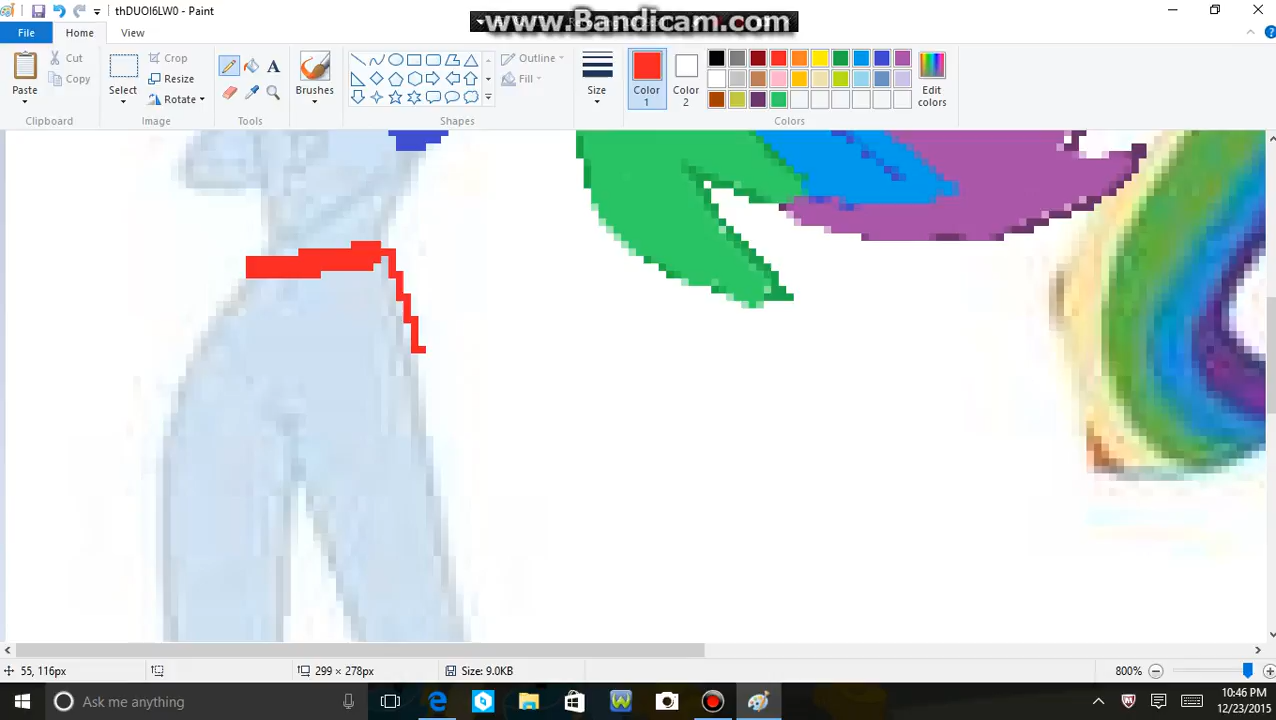 thDUOI6LW0 - Paint
www.Bandicam.com
File
Home
View
Paste
Cut
Copy
Clipboard
Select
Crop
Resize
Rotate
Image
Tools
Brushes
Shapes
Outline
Fill
Size
Color 1
Color 2
Colors
Edit colors
55, 116px
299 × 278px
Size: 9.0KB
800%
Ask me anything
10:46 PM
12/23/2015